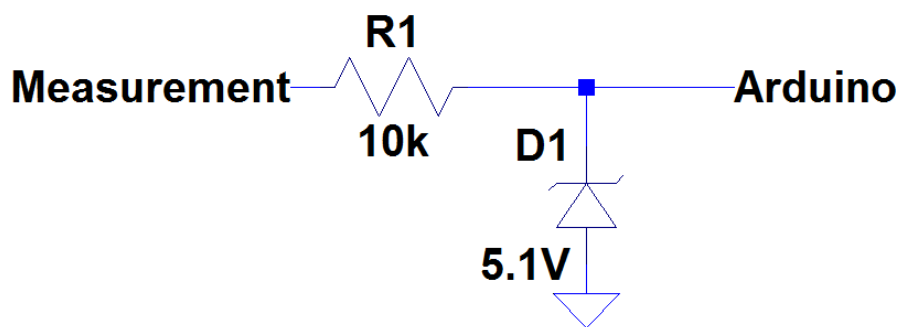 R1
Measurement
Arduino
10k
D1
5.1V